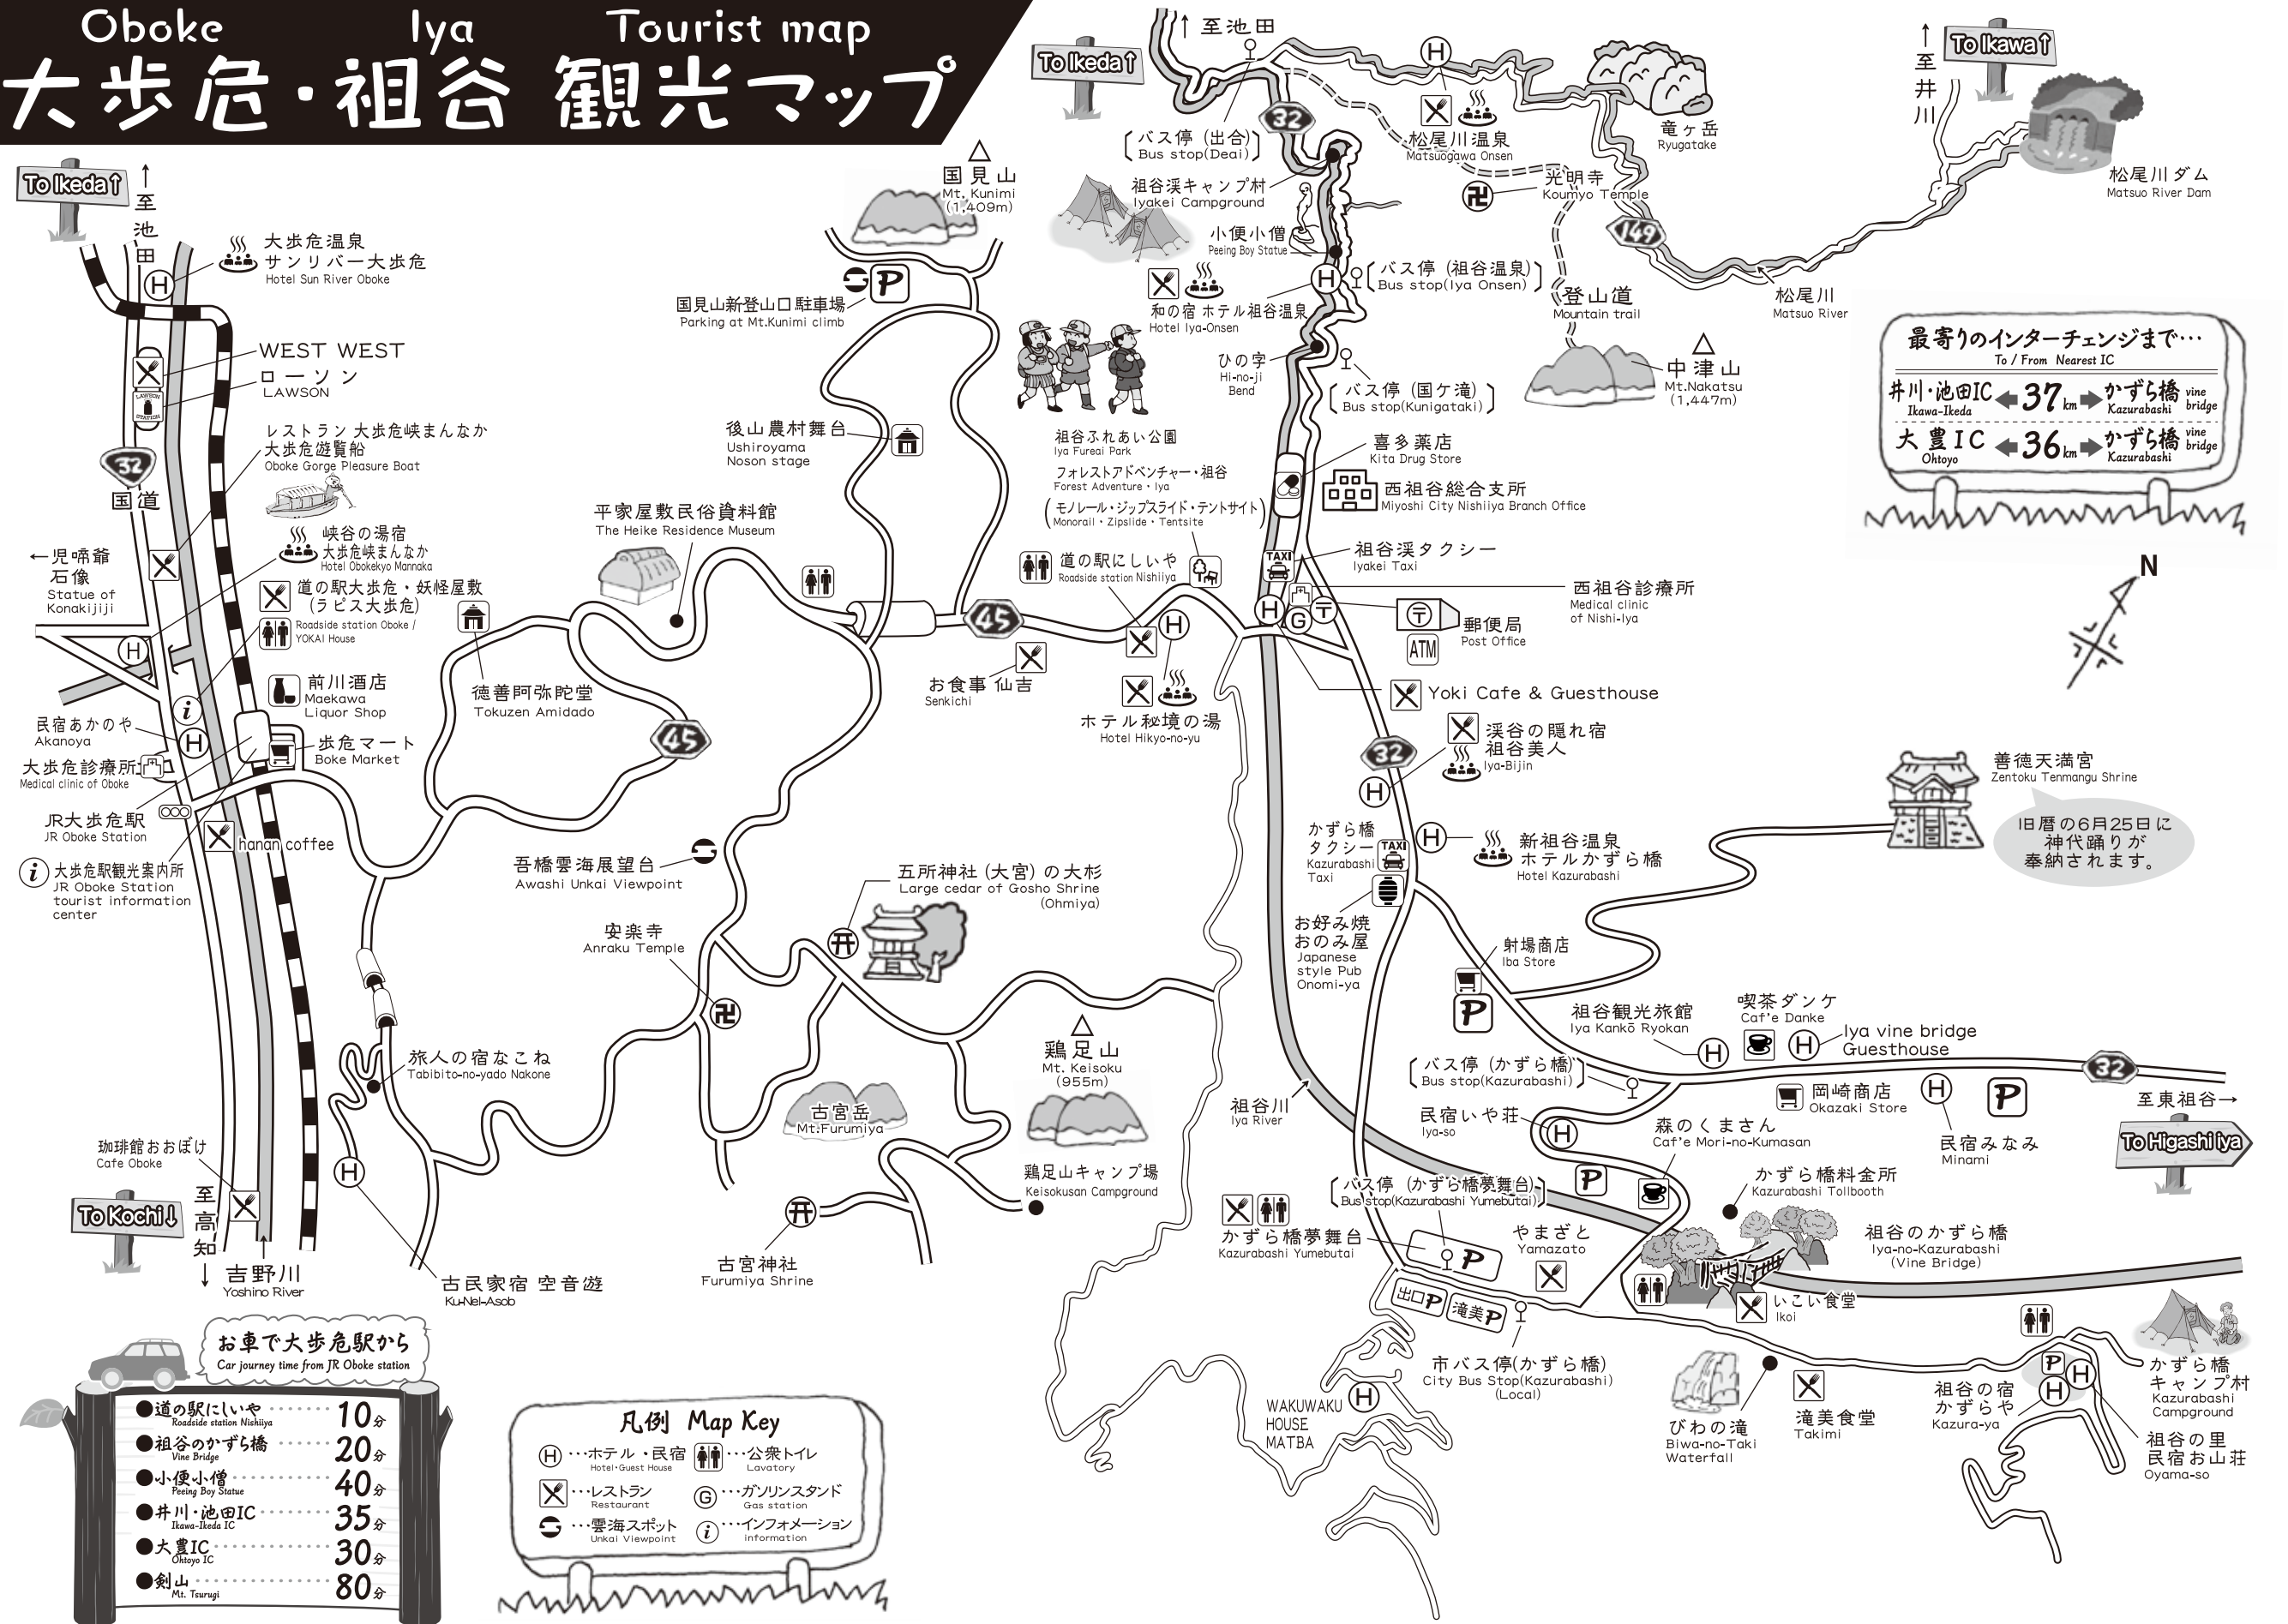 Oboke Iya Tourist map
大歩危・祖谷 観光マップ
To Ikeda↑
↑至池田
大歩危温泉
サンリバー大歩危
Hotel Sun River Oboke
WEST WEST
ローソン
LAWSON
LAWSON STATION
レストラン 大歩危峡まんなか
大歩危遊覧船
Oboke Gorge Pleasure Boat
32
国道
峡谷の湯宿
大歩危峡まんなか
Hotel Obokekyo Mannaka
←児啼爺
石像
Statue of
Konakijiji
道の駅大歩危・妖怪屋敷
(ラピス大歩危)
Roadside station Oboke /
YOKAI House
前川酒店
Maekawa
Liquor Shop
民宿あかのや
Akanoya
歩危マート
Boke Market
大歩危診療所
Medical clinic of Oboke
JR大歩危駅
JR Oboke Station
hanan coffee
大歩危駅観光案内所
JR Oboke Station
tourist information
center
珈琲館おおぼけ
Cafe Oboke
To Kochi↓
至高知↓
吉野川
Yoshino River
国見山
Mt. Kunimi
(1,409m)
国見山新登山口駐車場
Parking at Mt.Kunimi climb
P
後山農村舞台
Ushiroyama
Noson stage
平家屋敷民俗資料館
The Heike Residence Museum
徳善阿弥陀堂
Tokuzen Amidado
45
45
お食事 仙吉
Senkichi
吾橋雲海展望台
Awashi Unkai Viewpoint
五所神社(大宮)の大杉
Large cedar of Gosho Shrine
(Ohmiya)
安楽寺
Anraku Temple
旅人の宿なこね
Tabibito-no-yado Nakone
古宮岳
Mt.Furumiya
鶏足山
Mt. Keisoku
(955m)
鶏足山キャンプ場
Keisokusan Campground
古宮神社
Furumiya Shrine
古民家宿 空音遊
Ku-Nel-Asob
To Ikeda↑
↑至池田
バス停(出合)
Bus stop(Deai)
32
松尾川温泉
Matsuogawa Onsen
竜ヶ岳
Ryugatake
To Ikawa↑
↑至井川
松尾川ダム
Matsuo River Dam
祖谷渓キャンプ村
Iyakei Campground
光明寺
Koumyo Temple
149
小便小僧
Peeing Boy Statue
バス停(祖谷温泉)
Bus stop(Iya Onsen)
和の宿 ホテル祖谷温泉
Hotel Iya-Onsen
登山道
Mountain trail
松尾川
Matsuo River
ひの字
Hi-no-ji
Bend
バス停(国ケ滝)
Bus stop(Kunigataki)
中津山
Mt.Nakatsu
(1,447m)
最寄りのインターチェンジまで…
To / From Nearest IC
井川・池田IC 37km かずら橋 vine bridge
Ikawa-Ikeda Kazurabashi
大豊IC 36km かずら橋 vine bridge
Ohtoyo Kazurabashi
N
祖谷ふれあい公園
Iya Fureai Park
フォレストアドベンチャー・祖谷
Forest Adventure・Iya
(モノレール・ジップスライド・テントサイト)
Monorail・Zipslide・Tentsite
喜多薬店
Kita Drug Store
西祖谷総合支所
Miyoshi City Nishiiya Branch Office
道の駅にしいや
Roadside station Nishiiya
TAXI
祖谷渓タクシー
Iyakei Taxi
西祖谷診療所
Medical clinic
of Nishi-Iya
郵便局
Post Office
ATM
ホテル秘境の湯
Hotel Hikyo-no-yu
Yoki Cafe & Guesthouse
渓谷の隠れ宿
祖谷美人
Iya-Bijin
32
かずら橋
タクシー
Kazurabashi
Taxi
TAXI
新祖谷温泉
ホテルかずら橋
Hotel Kazurabashi
お好み焼
おのみ屋
Japanese
style Pub
Onomi-ya
善徳天満宮
Zentoku Tenmangu Shrine
旧暦の6月25日に
神代踊りが
奉納されます。
射場商店
Iba Store
P
祖谷観光旅館
Iya Kankō Ryokan
喫茶ダンケ
Caf'e Danke
Iya vine bridge
Guesthouse
32
至東祖谷→
To Higashi iya
バス停(かずら橋)
Bus stop(Kazurabashi)
岡崎商店
Okazaki Store
P
民宿みなみ
Minami
祖谷川
Iya River
民宿いや荘
Iya-so
森のくまさん
Caf'e Mori-no-Kumasan
P
かずら橋料金所
Kazurabashi Tollbooth
バス停(かずら橋夢舞台)
Bus stop(Kazurabashi Yumebutai)
かずら橋夢舞台
Kazurabashi Yumebutai
P
やまざと
Yamazato
祖谷のかずら橋
Iya-no-Kazurabashi
(Vine Bridge)
出口P
滝美P
いこい食堂
Ikoi
市バス停(かずら橋)
City Bus Stop(Kazurabashi)
(Local)
WAKUWAKU
HOUSE
MATBA
びわの滝
Biwa-no-Taki
Waterfall
滝美食堂
Takimi
P
祖谷の宿
かずらや
Kazura-ya
かずら橋
キャンプ村
Kazurabashi
Campground
祖谷の里
民宿お山荘
Oyama-so
お車で大歩危駅から
Car journey time from JR Oboke station
●道の駅にしいや 10分
Roadside station Nishiiya
●祖谷のかずら橋 20分
Vine Bridge
●小便小僧 40分
Peeing Boy Statue
●井川・池田IC 35分
Ikawa-Ikeda IC
●大豊IC 30分
Ohtoyo IC
●剣山 80分
Mt. Tsurugi
凡例 Map Key
H…ホテル・民宿
Hotel・Guest House
…公衆トイレ
Lavatory
…レストラン
Restaurant
G…ガソリンスタンド
Gas station
…雲海スポット
Unkai Viewpoint
i…インフォメーション
information